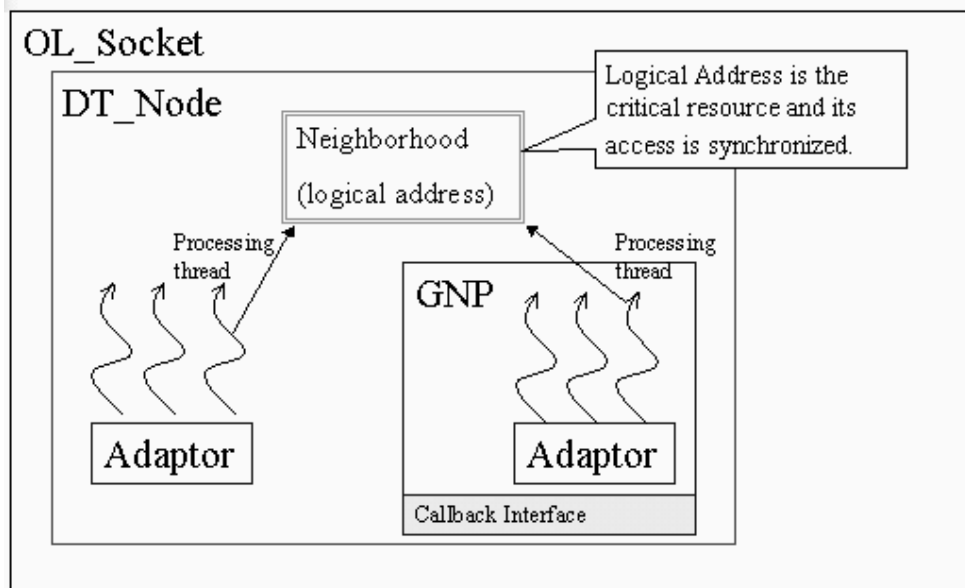 OL_Socket
DT_Node
Logical Address is the
critical resource and its
access is synchronized.
Neighborhood
(logical address)
Processing
thread
Processing
thread
GNP
Adaptor
Adaptor
Callback Interface